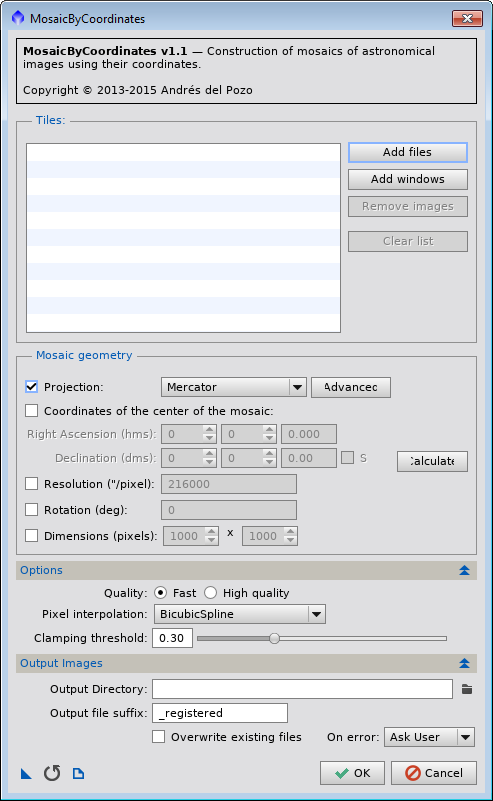 MosaicByCoordinates
MosaicByCoordinates v1.1 — Construction of mosaics of astronomical
images using their coordinates.
Copyright © 2013-2015 Andrés del Pozo
Tiles:
Add files
Add windows
Remove images
Clear list
Mosaic geometry
Projection: Mercator Advanced
Coordinates of the center of the mosaic:
Right Ascension (hms): 0 0 0.000
Declination (dms): 0 0 0.00 S
Calculate
Resolution ("/pixel): 216000
Rotation (deg): 0
Dimensions (pixels): 1000 x 1000
Options
Quality: Fast High quality
Pixel interpolation: BicubicSpline
Clamping threshold: 0.30
Output Images
Output Directory:
Output file suffix: _registered
Overwrite existing files On error: Ask User
OK Cancel